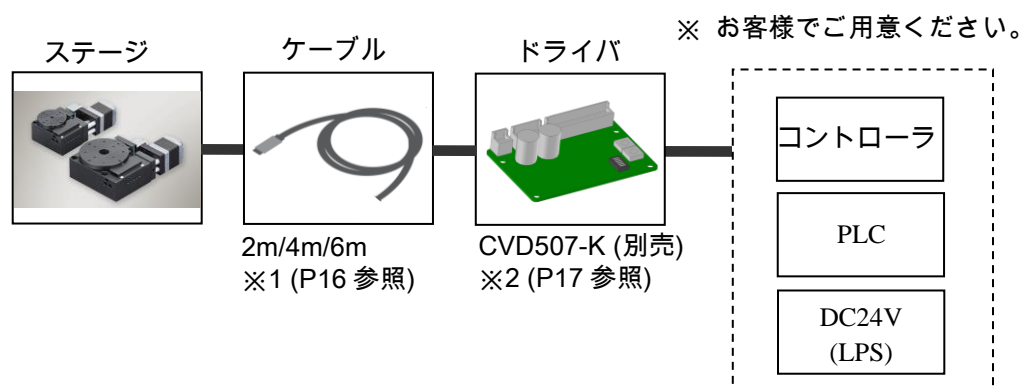 ※ お客様でご用意ください。
ステージ
ケーブル
ドライバ
2m/4m/6m
※1 (P16 参照)
CVD507-K (別売)
※2 (P17 参照)
コントローラ
PLC
DC24V
(LPS)